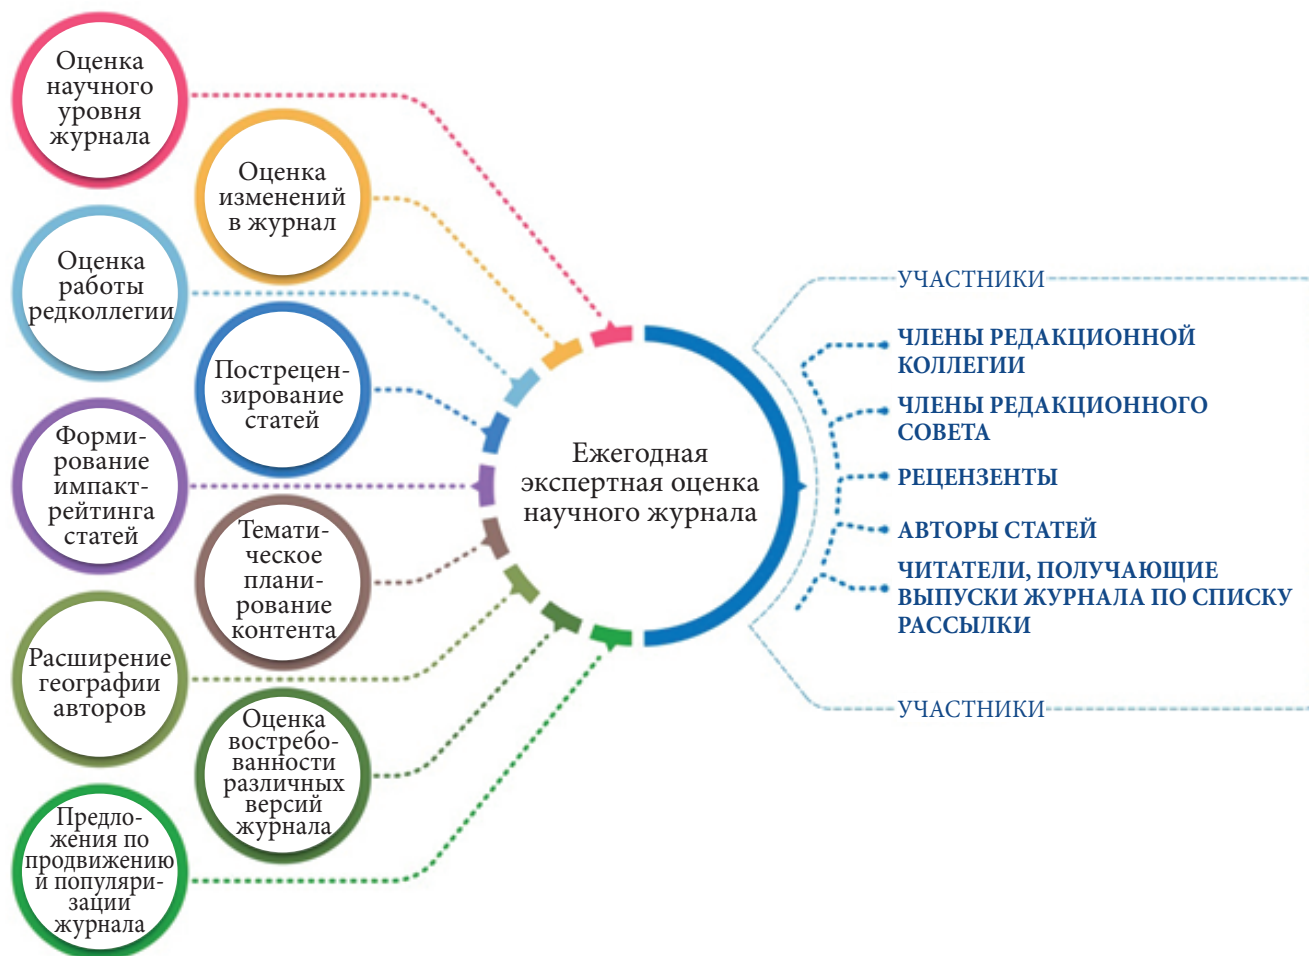 Оценка
научного
уровня
журнала
Оценка
изменений
в журнал
Оценка
работы
редколлегии
Пострецен-
зирование
статей
Форми-
рование
импакт-
рейтинга
статей
Темати-
ческое
плани-
рование
контента
Расширение
географии
авторов
Оценка
востребо-
ванности
различных
версий
журнала
Предло-
жения по
продвижению
и популяри-
зации
журнала
Ежегодная
экспертная оценка
научного журнала
УЧАСТНИКИ
ЧЛЕНЫ РЕДАКЦИОННОЙ
КОЛЛЕГИИ
ЧЛЕНЫ РЕДАКЦИОННОГО
СОВЕТА
РЕЦЕНЗЕНТЫ
АВТОРЫ СТАТЕЙ
ЧИТАТЕЛИ, ПОЛУЧАЮЩИЕ
ВЫПУСКИ ЖУРНАЛА ПО СПИСКУ
РАССЫЛКИ
УЧАСТНИКИ